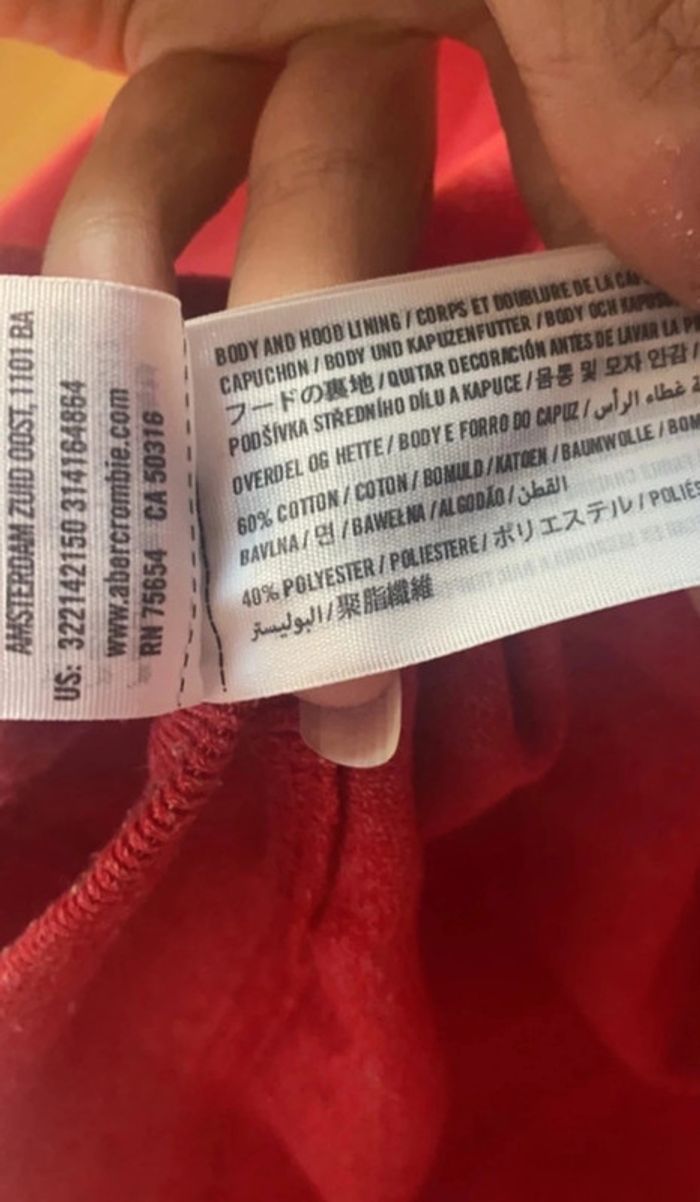 AMSTERDAM ZUID OOST, 1101 BA
US: 322142150 314164864
www.abercrombie.com
RN 75654 CA 50316
BODY AND HOOD LINING / CORPS ET DOUBLURE DE LA
CAPUCHON / BODY UND KAPUZENFUTTER / BODY OCH
フードの裏地 / QUITAR DECORACIÓN ANTES DE LAVAR LA
PODŠÍVKA STŘEDNÍHO DÍLU A KAPUCE / 몸통 및 모자 안감 /
OVERDEL OG HETTE / BODY E FORRO DO CAPUZ / غطاء الرأس
60% COTTON / COTON / BOMULD / KATOEN / BAUMWOLLE /
BAVLNA / 면 / BAWEŁNA / ALGODÃO / القطن
40% POLYESTER / POLIESTERE / ポリエステル /
البوليستر / 聚脂纖維